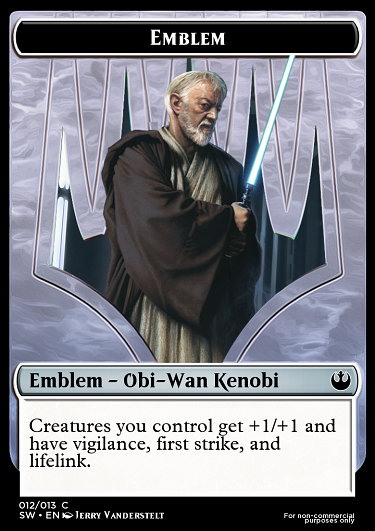 Emblem
Emblem – Obi-Wan Kenobi
Creatures you control get +1/+1 and
have vigilance, first strike, and
lifelink.
012/013 C
SW • EN Jerry Vanderstelt
For non-commercial
purposes only